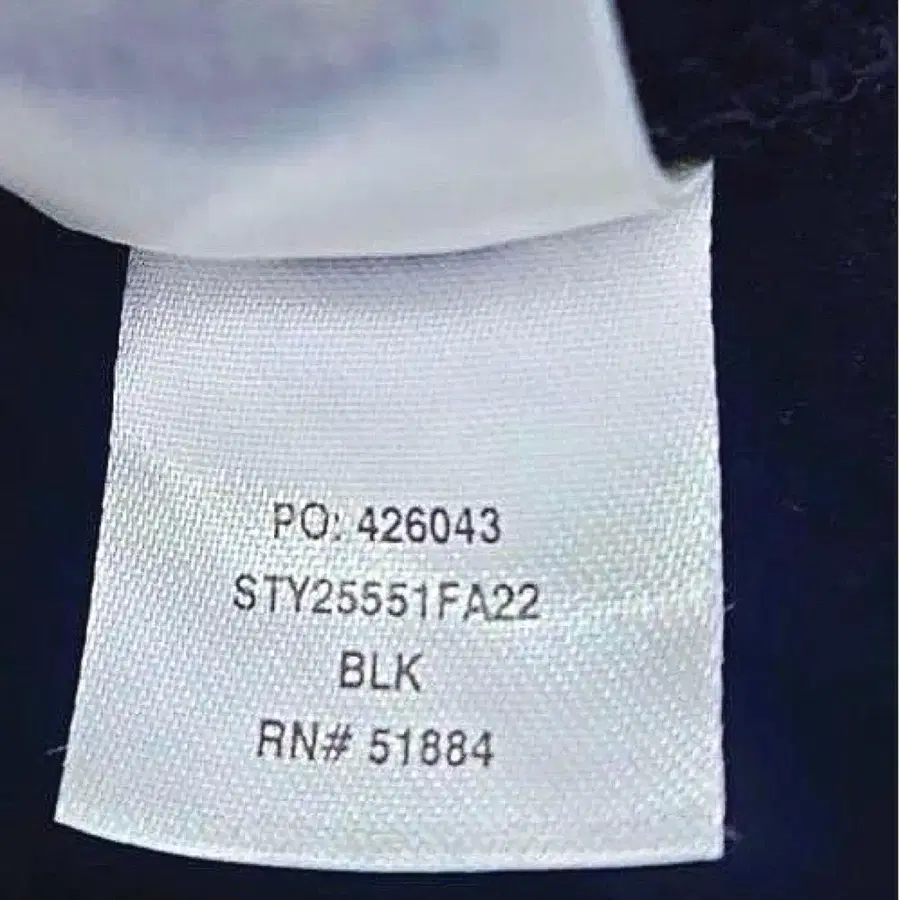 PO: 426043
STY25551FA22
BLK
RN# 51884